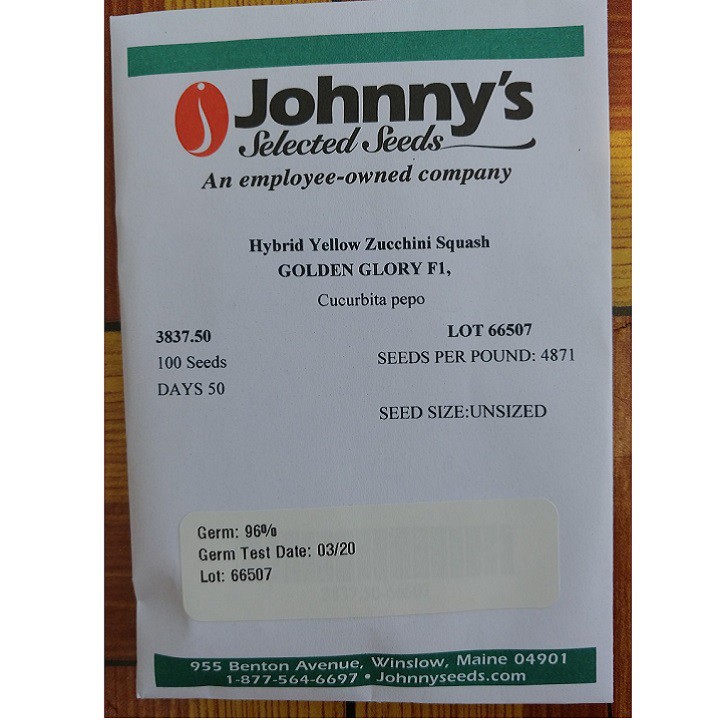 Johnny's
Selected Seeds
An employee-owned company
Hybrid Yellow Zucchini Squash
GOLDEN GLORY F1,
Cucurbita pepo
3837.50 LOT 66507
100 Seeds SEEDS PER POUND: 4871
DAYS 50
SEED SIZE:UNSIZED
Germ: 96%
Germ Test Date: 03/20
Lot: 66507
955 Benton Avenue, Winslow, Maine 04901
1-877-564-6697 • Johnnyseeds.com